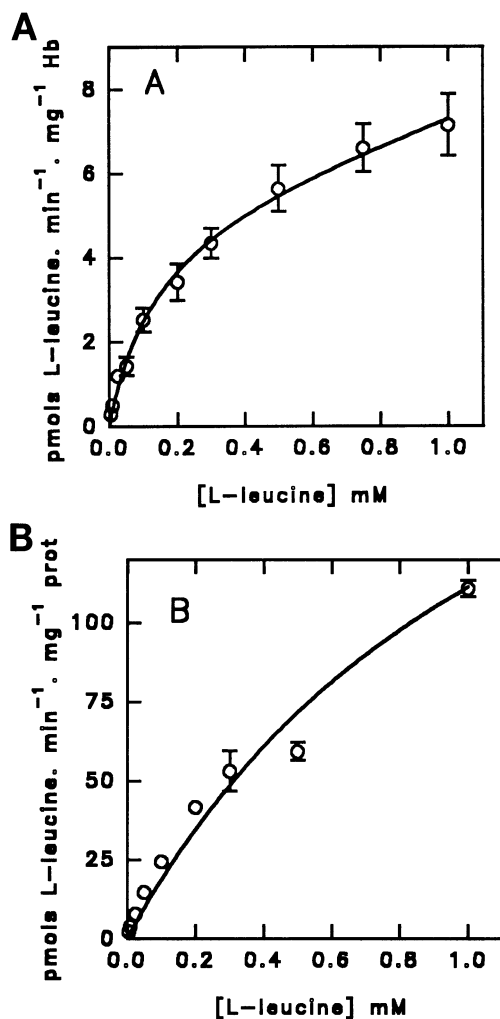 A
A
pmols L-leucine. min⁻¹. mg⁻¹ Hb
8
6
4
2
0
0.0 0.2 0.4 0.6 0.8 1.0
[L-leucine] mM
B
B
pmols L-leucine. min⁻¹. mg⁻¹ prot
100
75
50
25
0
0.0 0.2 0.4 0.6 0.8 1.0
[L-leucine] mM